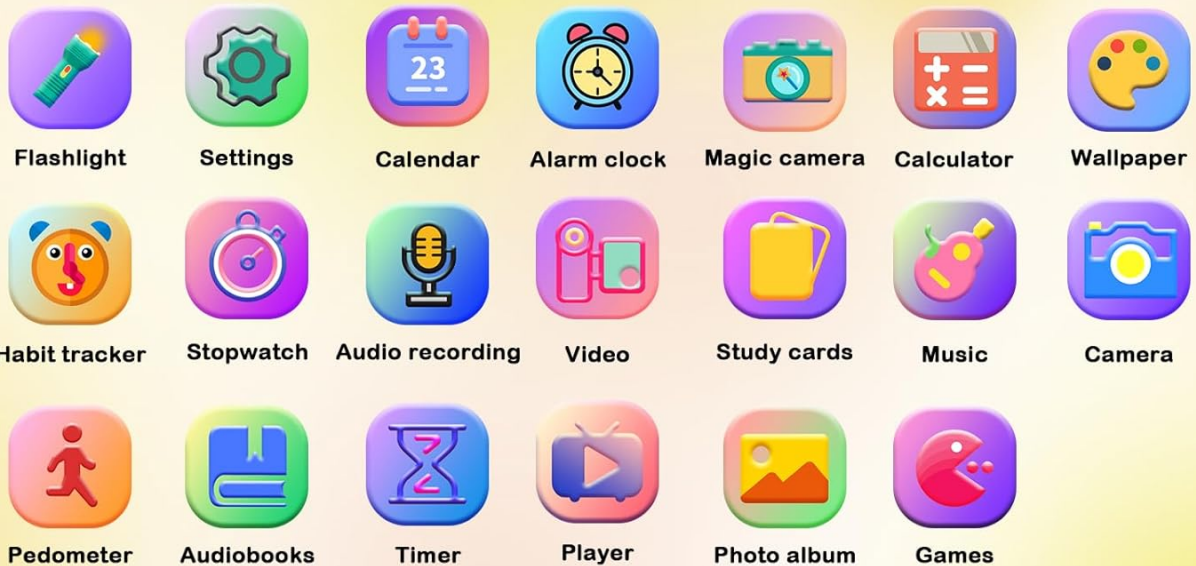 23
Flashlight
Settings
Calendar
Alarm clock
Magic camera
Calculator
Wallpaper
Habit tracker
Stopwatch
Audio recording
Video
Study cards
Music
Camera
Pedometer
Audiobooks
Timer
Player
Photo album
Games